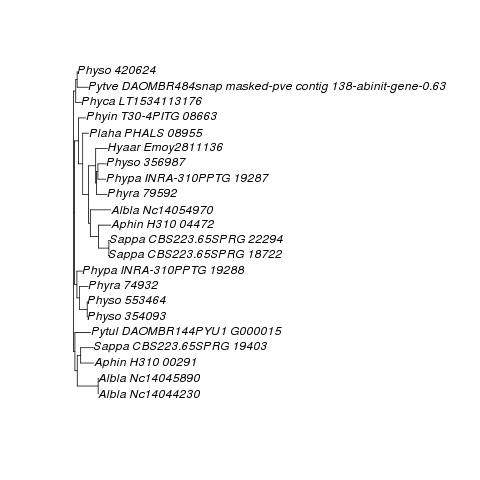 Physo 420624
Pytve DAOMBR484snap masked-pve contig 138-abinit-gene-0.63
Phyca LT1534113176
Phyin T30-4PITG 08663
Plaha PHALS 08955
Hyaar Emoy2811136
Physo 356987
Phypa INRA-310PPTG 19287
Phyra 79592
Albla Nc14054970
Aphin H310 04472
Sappa CBS223.65SPRG 22294
Sappa CBS223.65SPRG 18722
Phypa INRA-310PPTG 19288
Phyra 74932
Physo 553464
Physo 354093
Pytul DAOMBR144PYU1 G000015
Sappa CBS223.65SPRG 19403
Aphin H310 00291
Albla Nc14045890
Albla Nc14044230